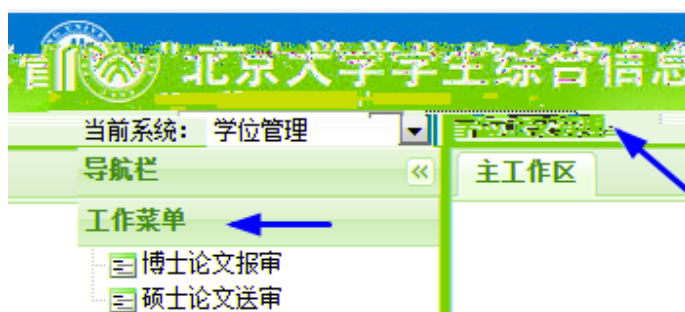 北京大学学生综合信息
当前系统： 学位管理
导航栏
主工作区
工作菜单
博士论文报审
硕士论文送审